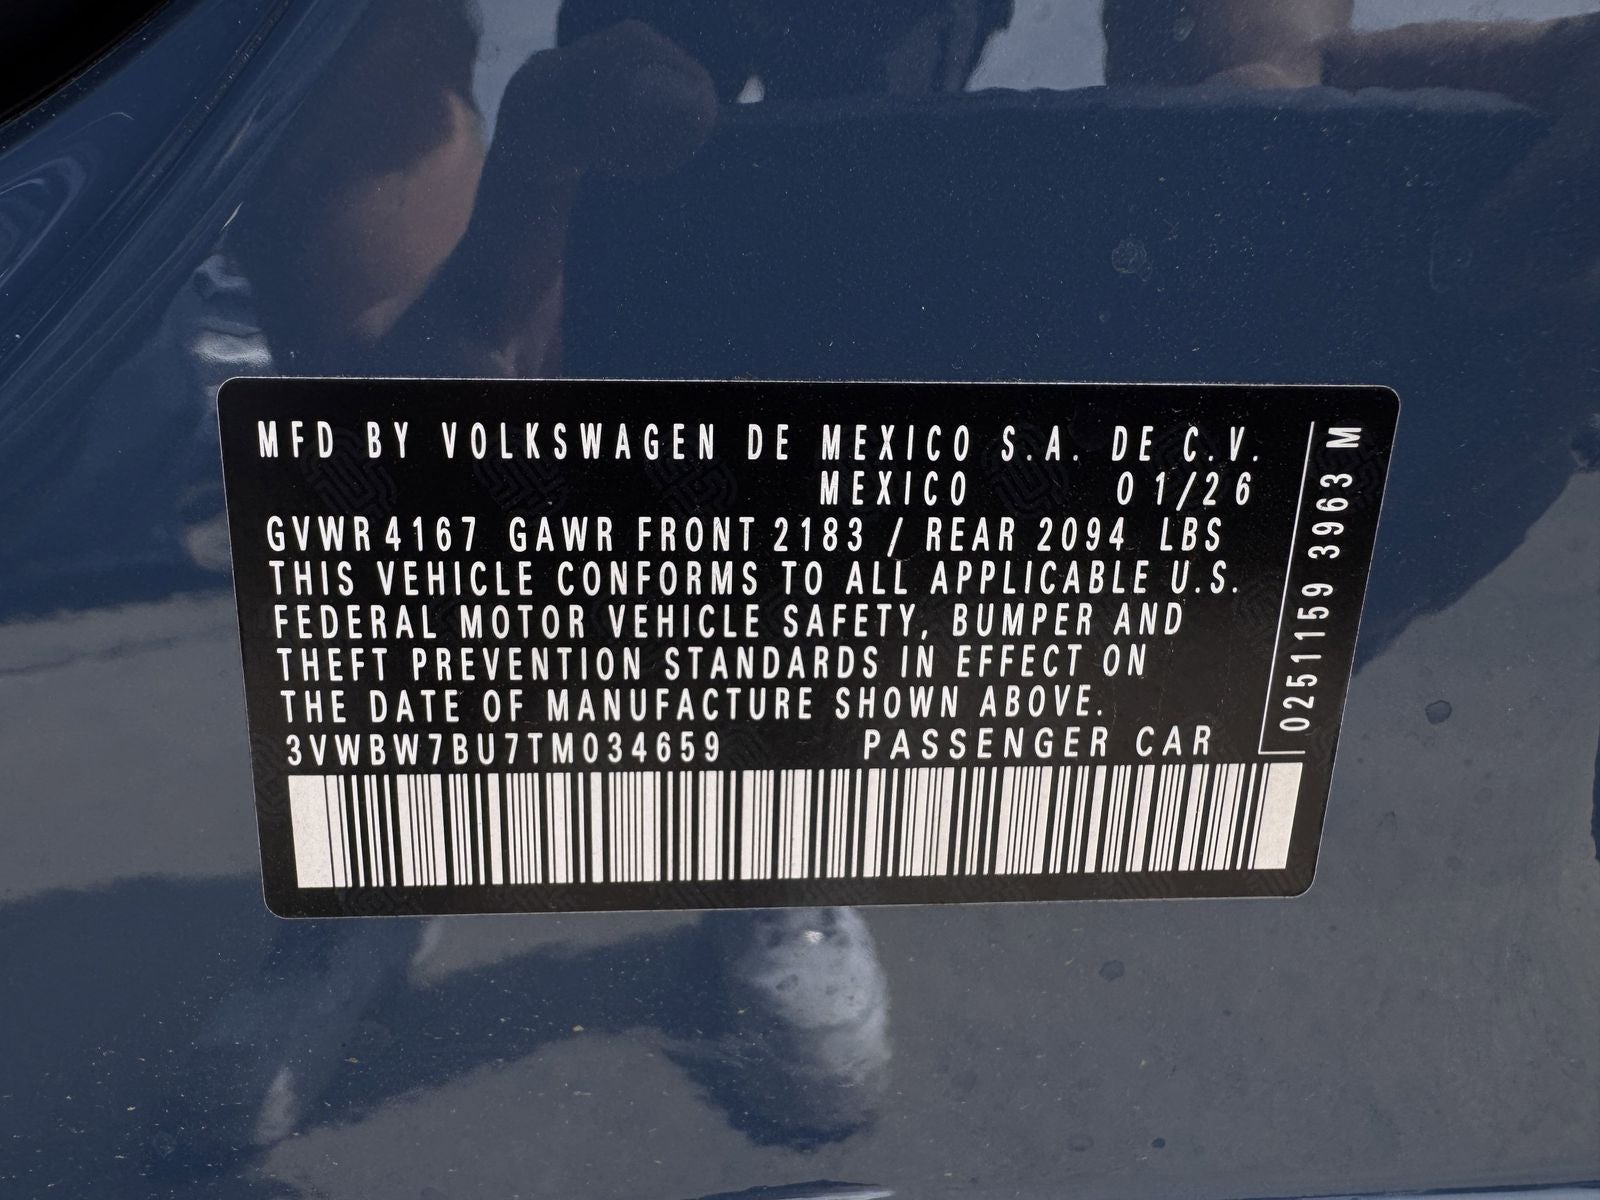 MFD BY VOLKSWAGEN DE MEXICO S.A. DE C.V.
MEXICO 01/26
GVWR 4167 GAWR FRONT 2183 / REAR 2094 LBS
THIS VEHICLE CONFORMS TO ALL APPLICABLE U.S.
FEDERAL MOTOR VEHICLE SAFETY, BUMPER AND
THEFT PREVENTION STANDARDS IN EFFECT ON
THE DATE OF MANUFACTURE SHOWN ABOVE.
3VWBW7BU7TM034659 PASSENGER CAR
0251159 3963 M